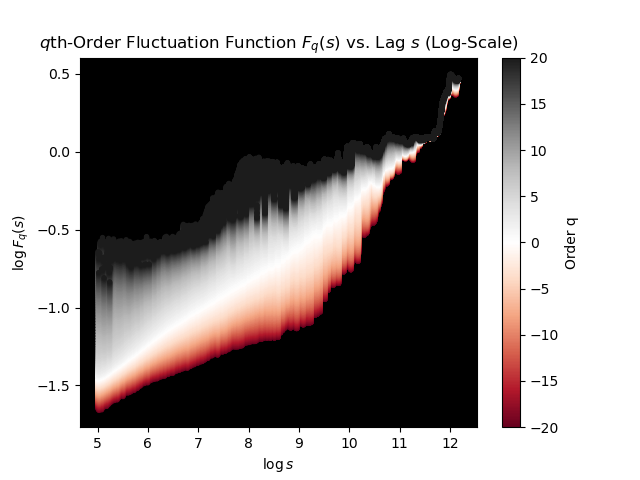 qth-Order Fluctuation Function F_q(s) vs. Lag s (Log-Scale)
0.5
0.0
−0.5
−1.0
−1.5
log F_q(s)
5 6 7 8 9 10 11 12
log s
20
15
10
5
0
−5
−10
−15
−20
Order q